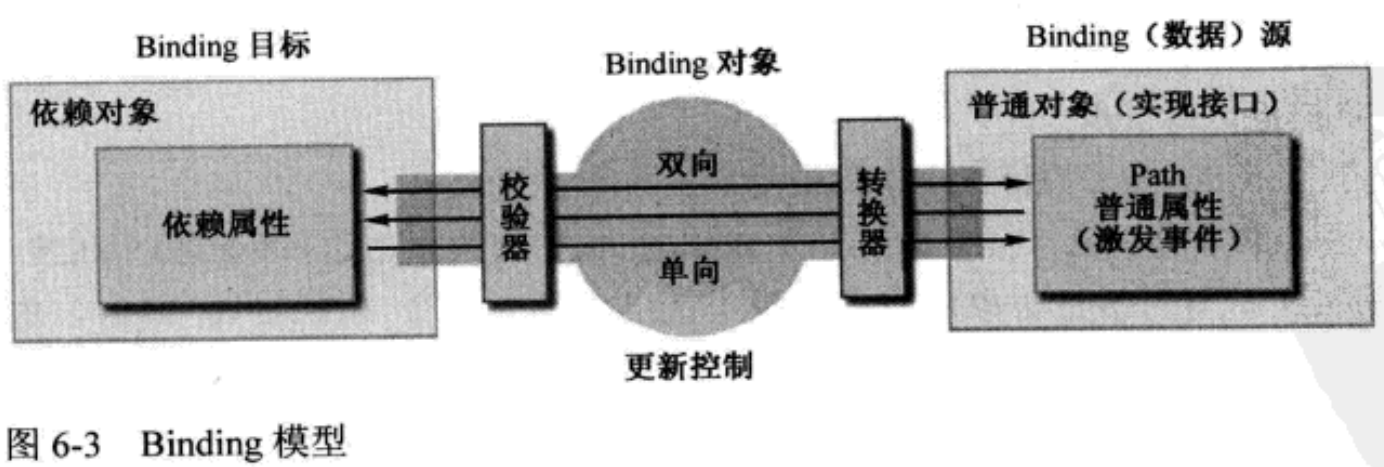 Binding 目标
Binding 对象
Binding（数据）源
依赖对象
依赖属性
校验器
双向
单向
转换器
普通对象（实现接口）
Path
普通属性
（激发事件）
更新控制
图 6-3 Binding 模型